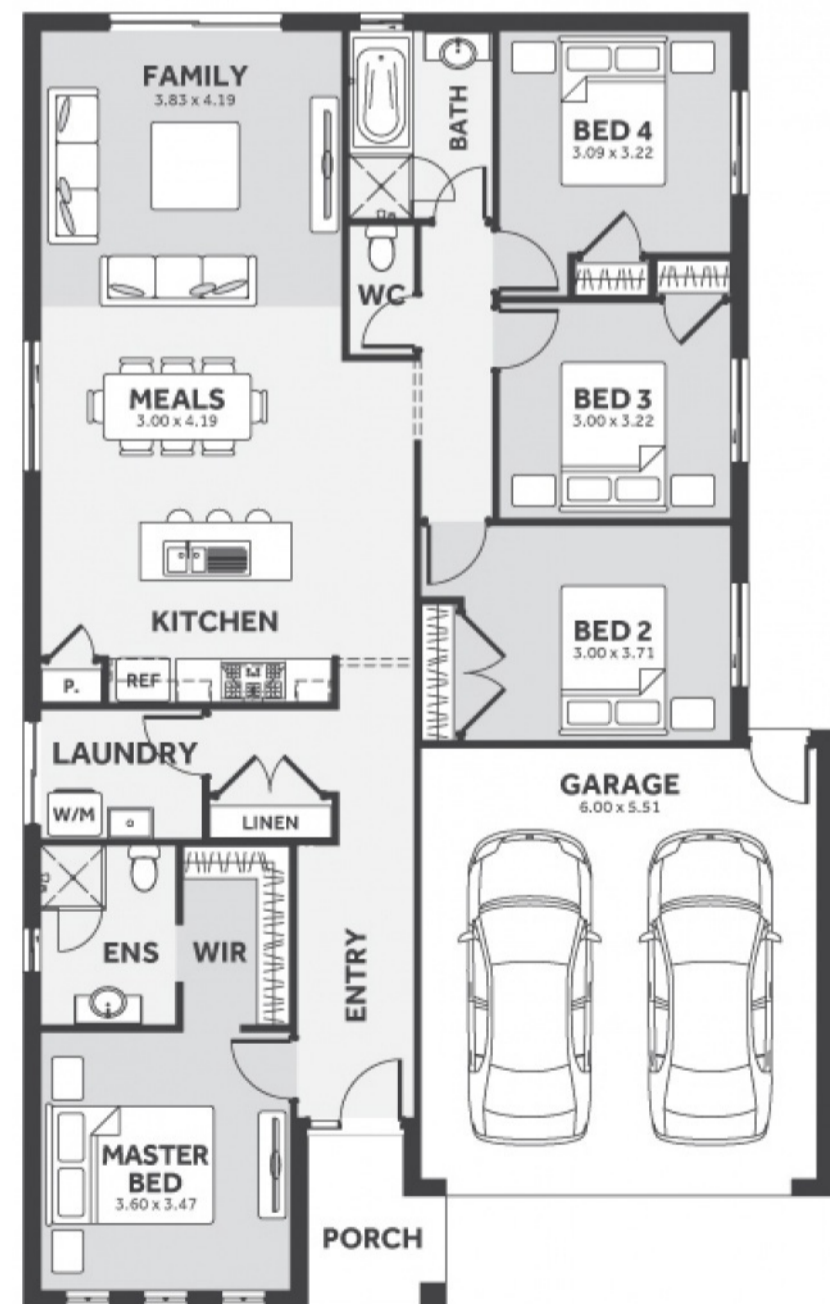 FAMILY
3.83 x 4.19
BATH
BED 4
3.09 x 3.22
WC
MEALS
3.00 x 4.19
BED 3
3.00 x 3.22
KITCHEN
BED 2
3.00 x 3.71
P.
REF
LAUNDRY
W/M
LINEN
GARAGE
6.00 x 5.51
ENS
WIR
ENTRY
MASTER
BED
3.60 x 3.47
PORCH